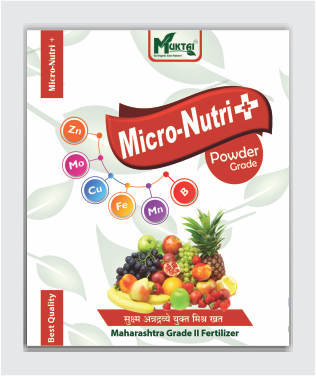 Micro-Nutri +
MUKTAI
Micro-Nutri +
Powder
Grade
Zn
Mo
Cu
Fe
Mn
B
Best Quality
सुक्ष्म अन्नद्रव्ये युक्त मिश्र खत
Maharashtra Grade II Fertilizer